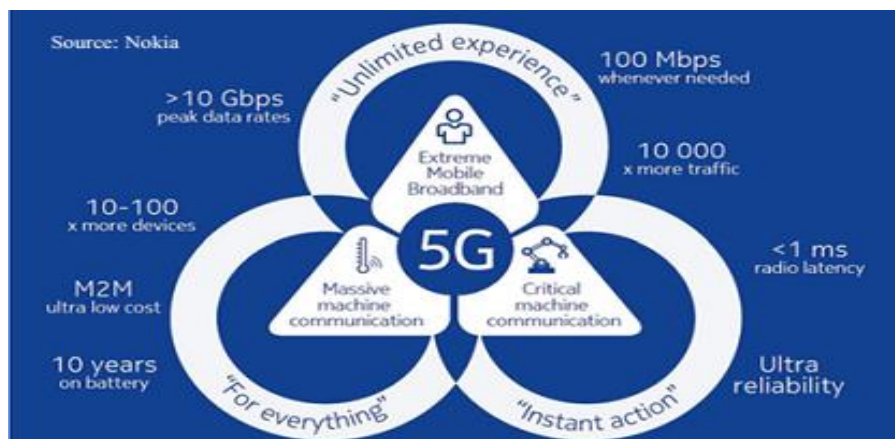 Source: Nokia
"Unlimited experience"
100 Mbps
whenever needed
>10 Gbps
peak data rates
10 000
x more traffic
Extreme
Mobile
Broadband
5G
10-100
x more devices
M2M
ultra low cost
10 years
on battery
Massive
machine
communication
Critical
machine
communication
<1 ms
radio latency
Ultra
reliability
"For everything"
"Instant action"